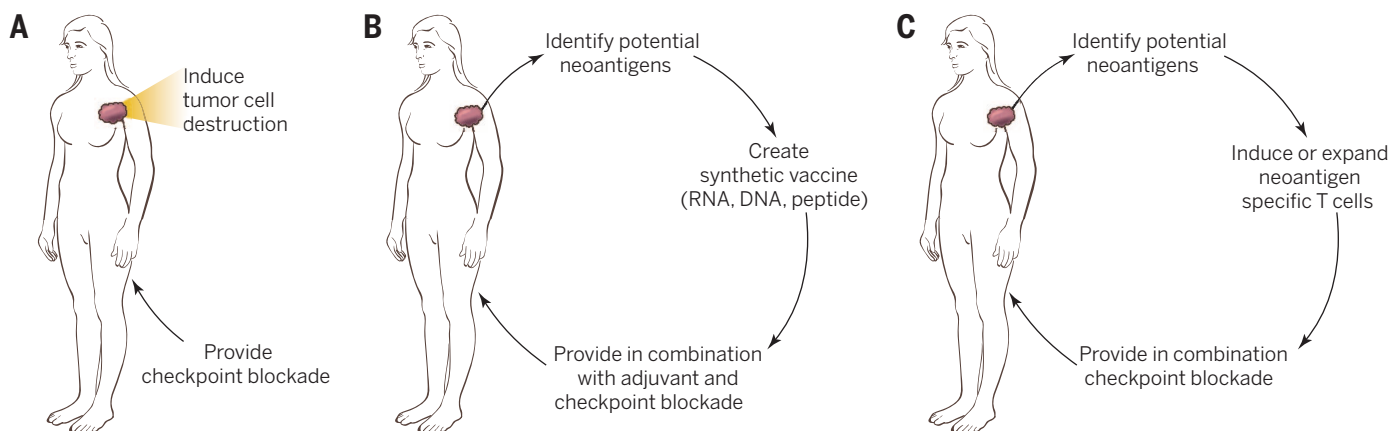 A
Induce
tumor cell
destruction
Provide
checkpoint blockade
B
Identify potential
neoantigens
Create
synthetic vaccine
(RNA, DNA, peptide)
Provide in combination
with adjuvant and
checkpoint blockade
C
Identify potential
neoantigens
Induce or expand
neoantigen
specific T cells
Provide in combination
checkpoint blockade